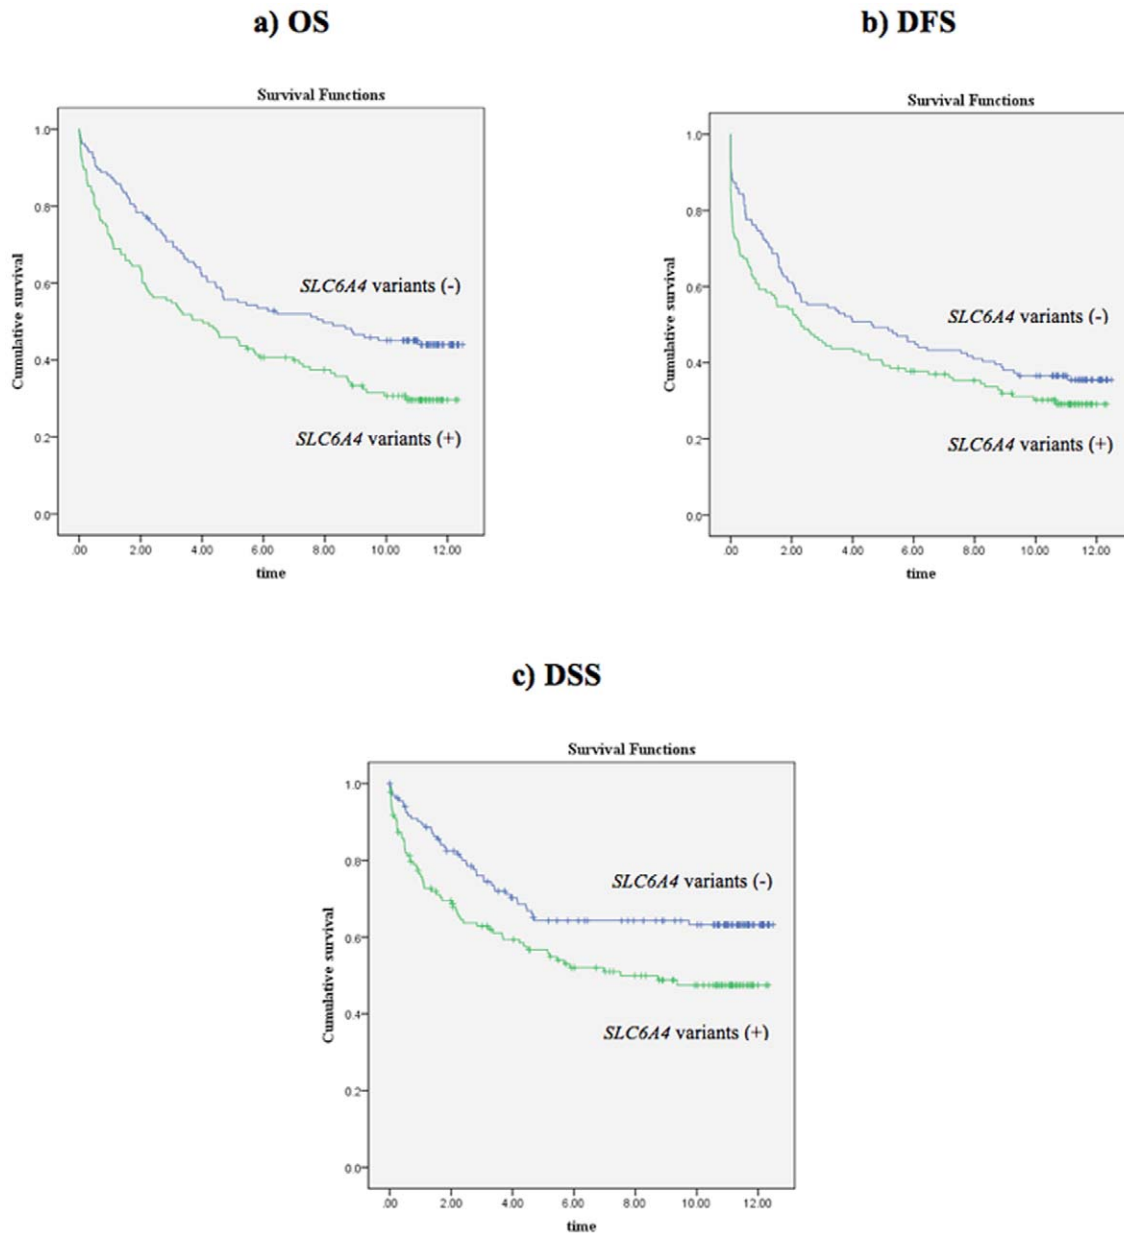 a) OS
Survival Functions
Cumulative survival
1.0
0.8
0.6
0.4
0.2
0.0
SLC6A4 variants (-)
SLC6A4 variants (+)
.00 2.00 4.00 6.00 8.00 10.00 12.00
time
b) DFS
Survival Functions
Cumulative survival
1.0
0.8
0.6
0.4
0.2
0.0
SLC6A4 variants (-)
SLC6A4 variants (+)
.00 2.00 4.00 6.00 8.00 10.00 12.00
time
c) DSS
Survival Functions
Cumulative survival
1.0
0.8
0.6
0.4
0.2
0.0
SLC6A4 variants (-)
SLC6A4 variants (+)
.00 2.00 4.00 6.00 8.00 10.00 12.00
time